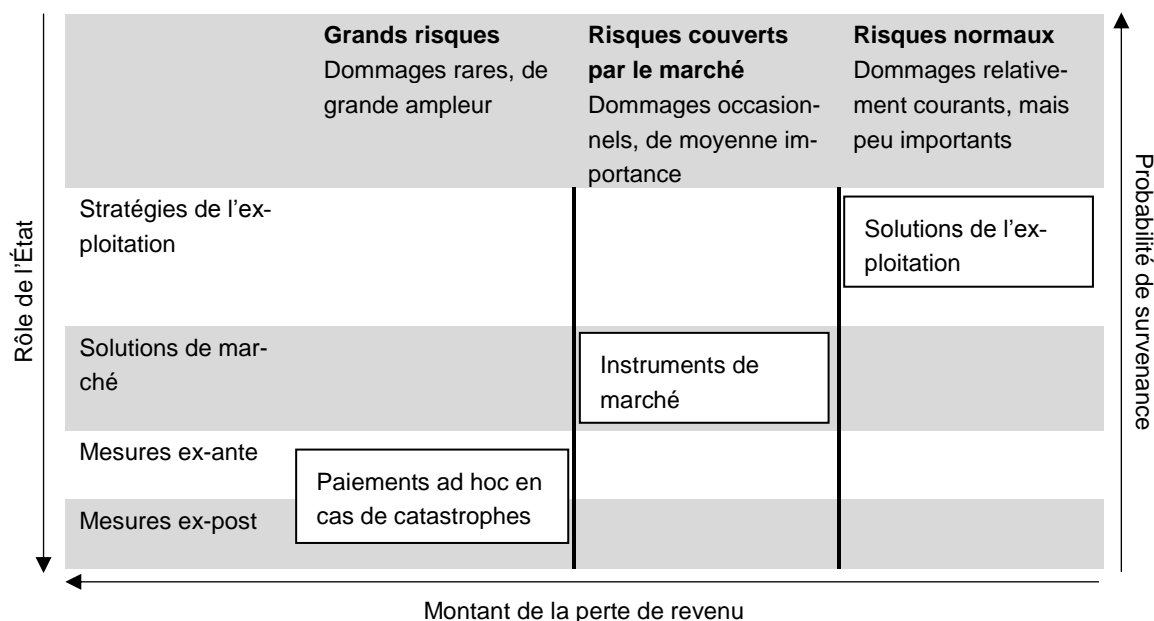 Grands risques
Dommages rares, de
grande ampleur
Risques couverts
par le marché
Dommages occasion-
nels, de moyenne im-
portance
Risques normaux
Dommages relative-
ment courants, mais
peu importants
Rôle de l'État
Stratégies de l'ex-
ploitation
Solutions de l'ex-
ploitation
Solutions de mar-
ché
Instruments de
marché
Mesures ex-ante
Paiements ad hoc en
cas de catastrophes
Mesures ex-post
Probabilité de survenance
Montant de la perte de revenu